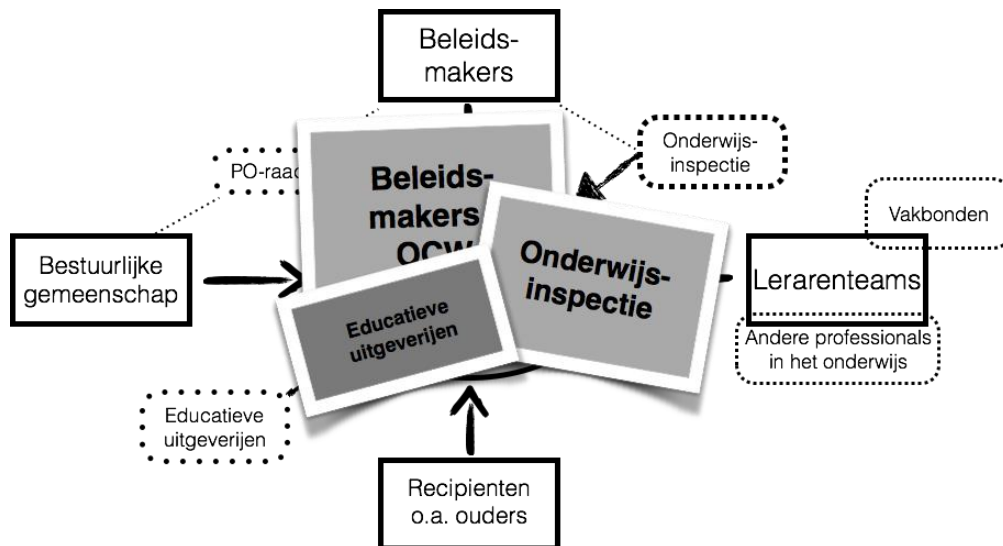 Beleids-
makers
PO-raad
Onderwijs-
inspectie
Vakbonden
Beleids-
makers
OCW
Onderwijs-
inspectie
Bestuurlijke
gemeenschap
Lerarenteams
Educatieve
uitgeverijen
Andere professionals
in het onderwijs
Educatieve
uitgeverijen
Recipienten
o.a. ouders